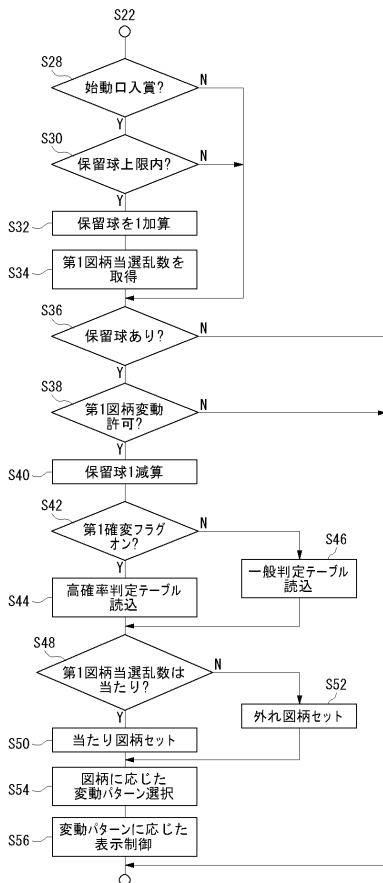 S22
S28
始動口入賞?
N
Y
S30
保留球上限内?
N
Y
S32
保留球を1加算
S34
第1図柄当選乱数を
取得
S36
保留球あり?
N
Y
S38
第1図柄変動
許可?
N
Y
S40
保留球1減算
S42
第1確変フラグ
オン?
N
Y
S46
一般判定テーブル
読込
S44
高確率判定テーブル
読込
S48
第1図柄当選乱数は
当たり?
N
Y
S52
外れ図柄セット
S50
当たり図柄セット
S54
図柄に応じた
変動パターン選択
S56
変動パターンに応じた
表示制御